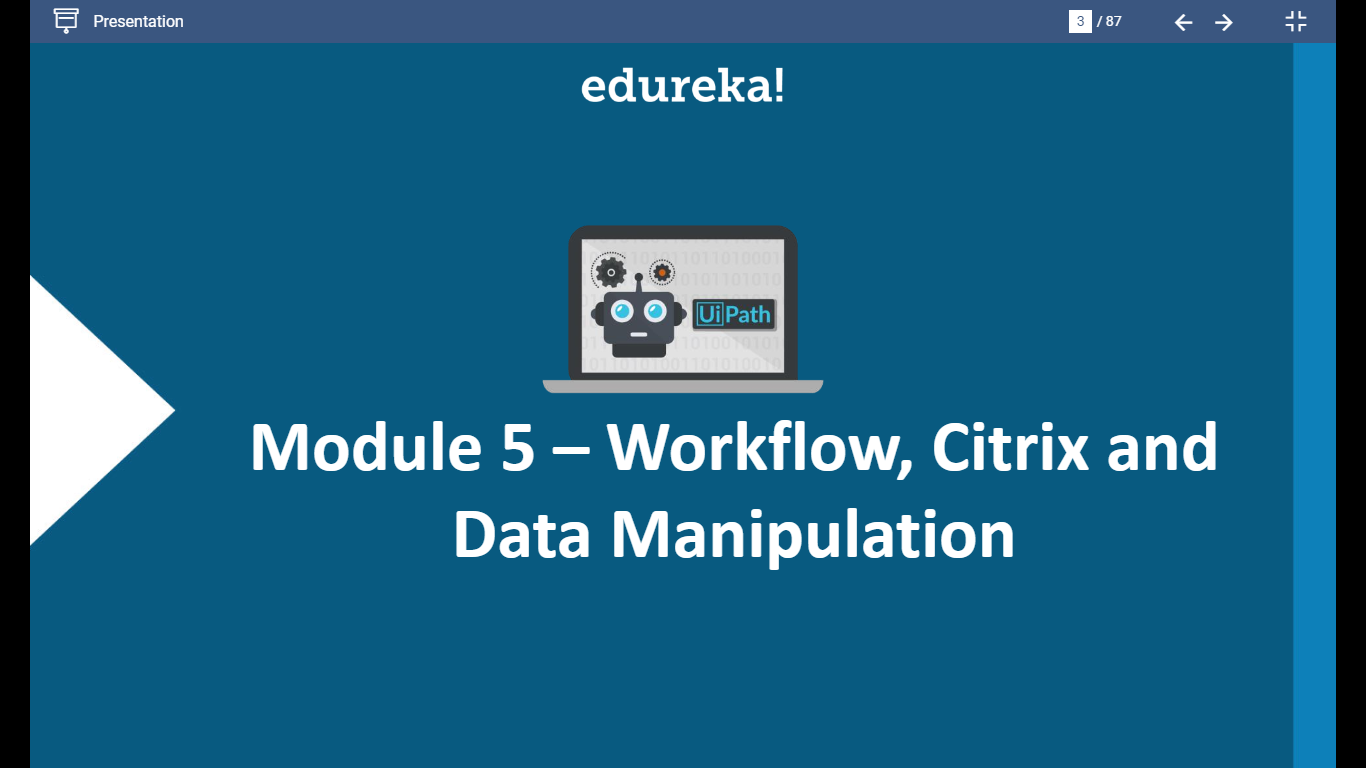 Presentation
3 / 87
edureka!
UiPath
Module 5 – Workflow, Citrix and
Data Manipulation